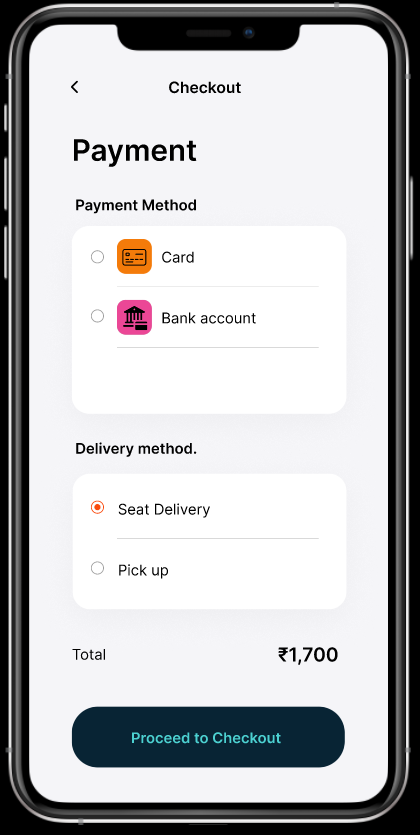 Checkout
Payment
Payment Method
Card
Bank account
Delivery method.
Seat Delivery
Pick up
Total ₹1,700
Proceed to Checkout